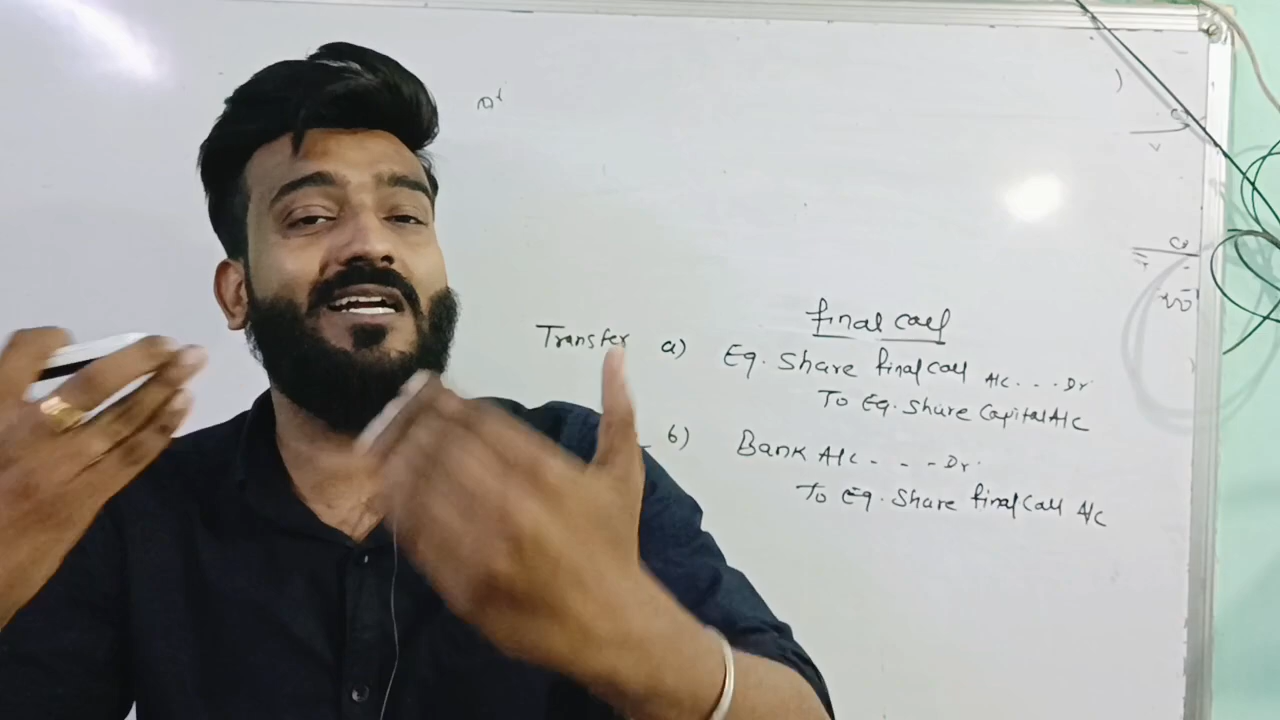 final call
Transfer a) Eq. Share final call A/c . . . Dr.
To Eq. Share Capital A/c
b) Bank A/c - - - Dr.
To Eq. Share final call A/c